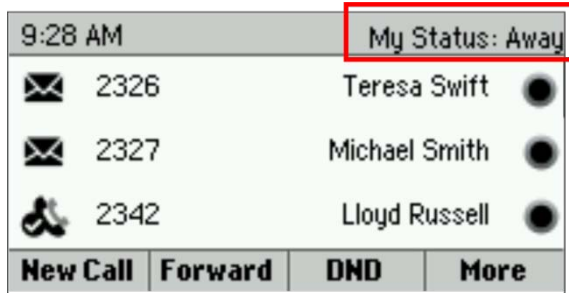 9:28 AM My Status: Away
2326 Teresa Swift
2327 Michael Smith
2342 Lloyd Russell
New Call Forward DND More